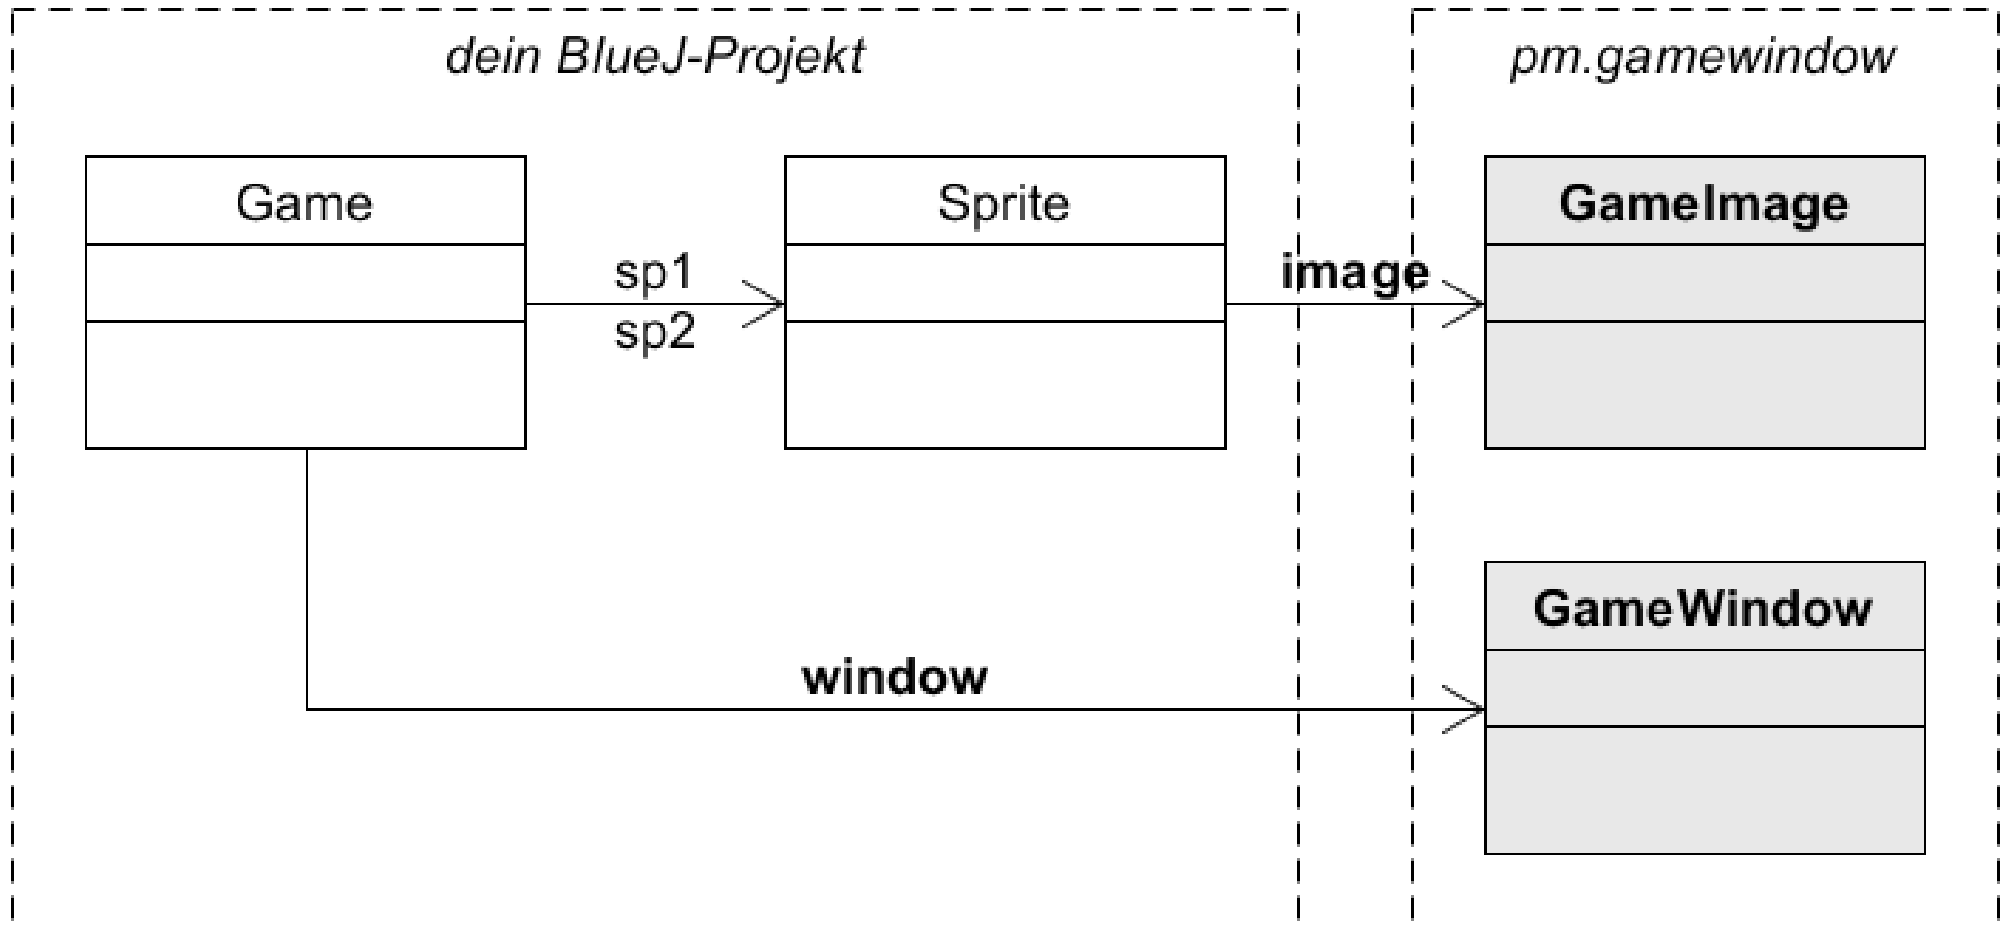 dein BlueJ-Projekt
pm.gamewindow
Game
Sprite
GameImage
sp1
sp2
image
GameWindow
window